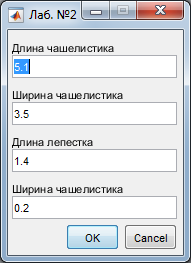 Лаб. №2
Длина чашелистика
5.1
Ширина чашелистика
3.5
Длина лепестка
1.4
Ширина чашелистика
0.2
OK Cancel